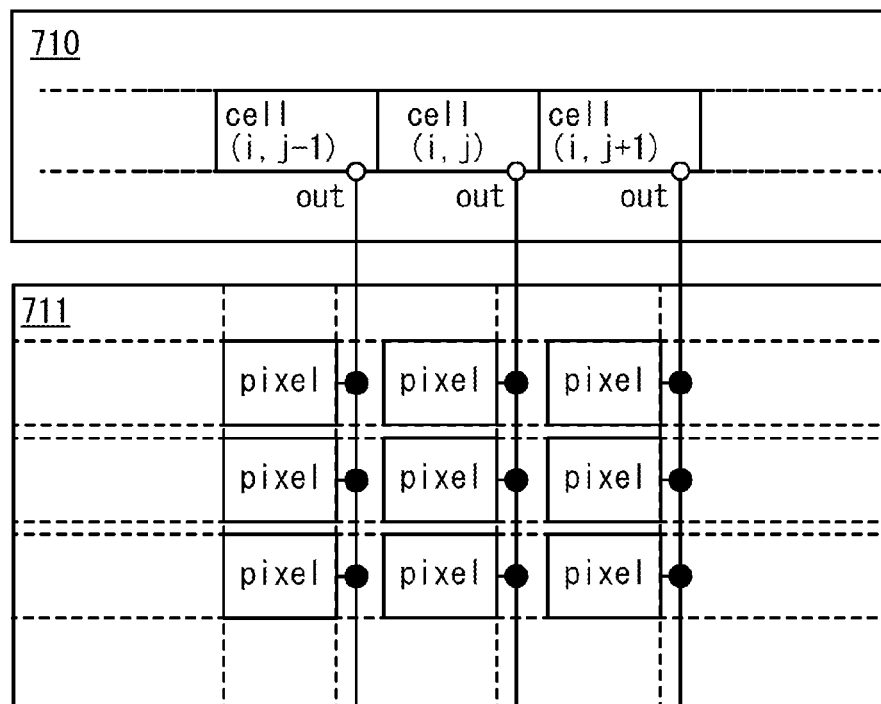 710
cell cell cell
(i, j-1) (i, j) (i, j+1)
out out out
711
pixel pixel pixel
pixel pixel pixel
pixel pixel pixel